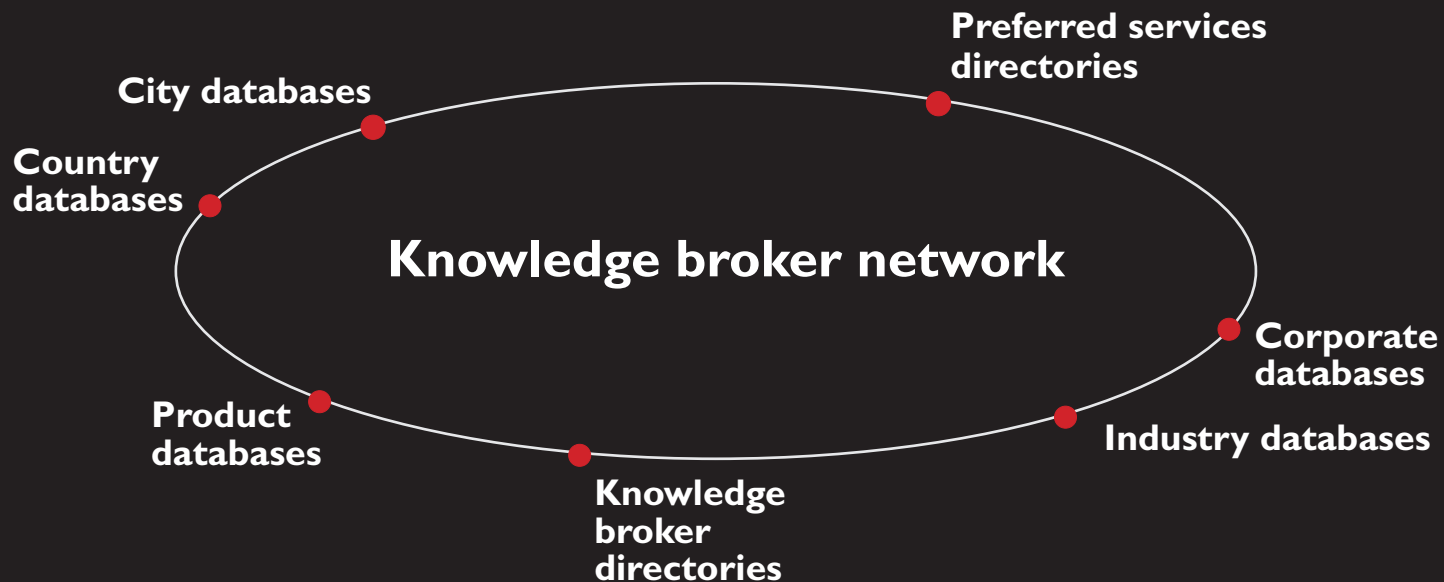 Preferred services
directories
City databases
Country
databases
Knowledge broker network
Corporate
databases
Product
databases
Industry databases
Knowledge
broker
directories